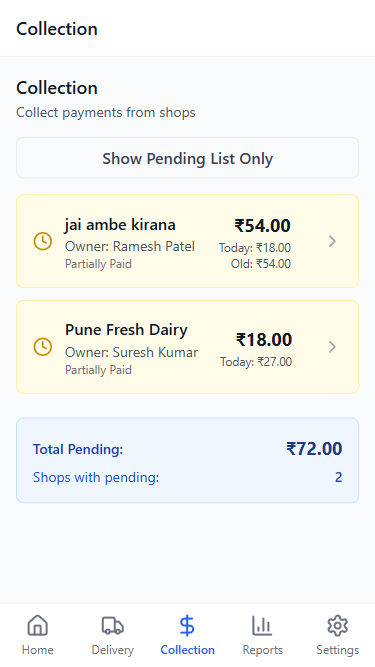 Collection
Collection
Collect payments from shops
Show Pending List Only
jai ambe kirana
₹54.00
Owner: Ramesh Patel
Today: ₹18.00
Partially Paid
Old: ₹54.00
Pune Fresh Dairy
₹18.00
Owner: Suresh Kumar
Today: ₹27.00
Partially Paid
Total Pending: ₹72.00
Shops with pending: 2
Home Delivery Collection Reports Settings